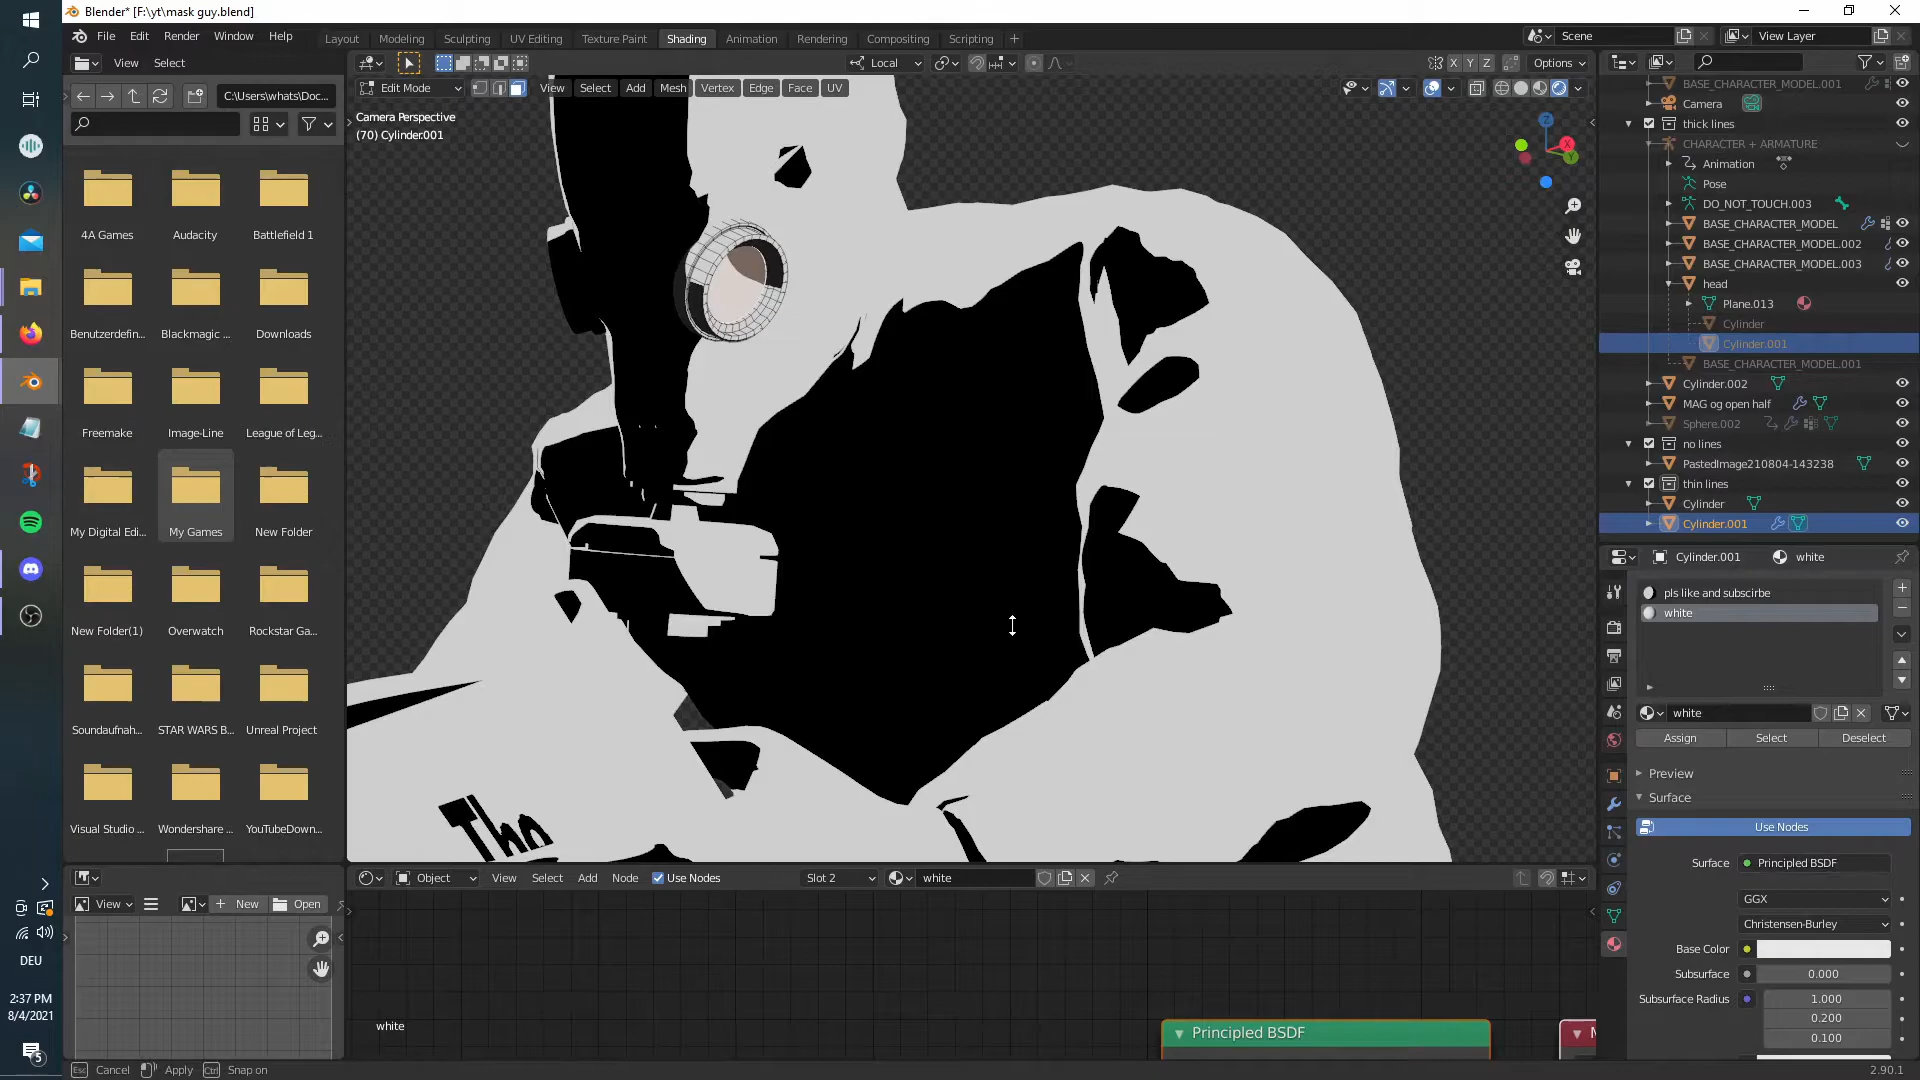 Blender* [F:\yt\mask guy.blend]
File Edit Render Window Help
Layout Modeling Sculpting UV Editing Texture Paint Shading Animation Rendering Compositing Scripting
Scene
View Layer
View Select
Local
X Y Z
Options
C:\Users\whats\Doc...
Edit Mode
View Select Add Mesh Vertex Edge Face UV
Camera Perspective
(70) Cylinder.001
4A Games
Audacity
Battlefield 1
Benutzerdefin...
Blackmagic ...
Downloads
Freemake
Image-Line
League of Leg...
My Digital Edi...
My Games
New Folder
New Folder(1)
Overwatch
Rockstar Ga...
Soundaufnah...
STAR WARS B...
Unreal Project
Visual Studio ...
Wondershare ...
YouTubeDown...
The
BASE_CHARACTER_MODEL.001
Camera
thick lines
CHARACTER + ARMATURE
Animation
Pose
DO_NOT_TOUCH.003
BASE_CHARACTER_MODEL
BASE_CHARACTER_MODEL.002
BASE_CHARACTER_MODEL.003
head
Plane.013
Cylinder
Cylinder.001
BASE_CHARACTER_MODEL.001
Cylinder.002
MAG og open half
Sphere.002
no lines
PastedImage210804-143238
thin lines
Cylinder
Cylinder.001
Cylinder.001 white
pls like and subscirbe
white
white
Assign Select Deselect
Preview
Surface
Use Nodes
Surface Principled BSDF
GGX
Christensen-Burley
Base Color
Subsurface 0.000
Subsurface Radius 1.000
0.200
0.100
Object View Select Add Node Use Nodes Slot 2 white
View New Open
white
Principled BSDF
DEU
2:37 PM
8/4/2021
5
Esc Cancel Apply Ctrl Snap on
2.90.1